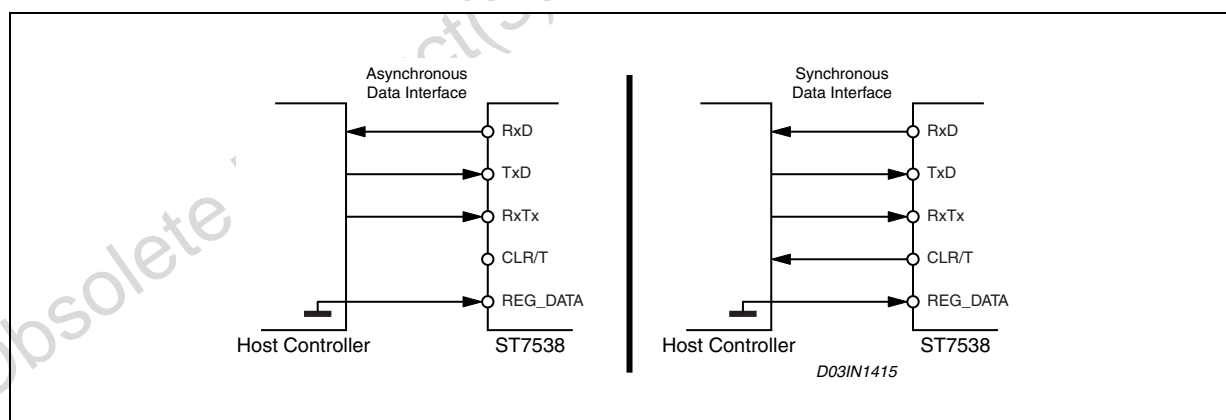 Asynchronous
Data Interface
RxD
TxD
RxTx
CLR/T
REG_DATA
Host Controller
ST7538
Synchronous
Data Interface
RxD
TxD
RxTx
CLR/T
REG_DATA
Host Controller
ST7538
D03IN1415
obsolete
ct(s)